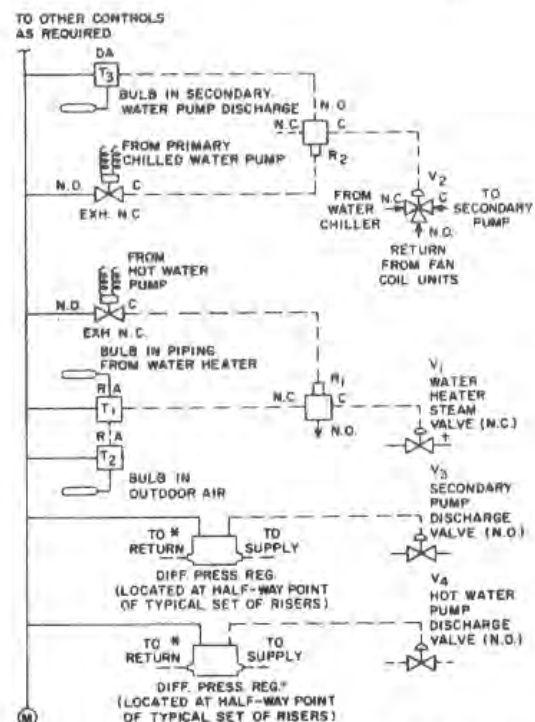 TO OTHER CONTROLS
AS REQUIRED
DA
T3
BULB IN SECONDARY
WATER PUMP DISCHARGE
N.O.
N.C.
C
R2
FROM PRIMARY
CHILLED WATER PUMP
N.O.
C
EXH. N.C.
V2
FROM
WATER
CHILLER
N.C.
C
TO
SECONDARY
PUMP
N.O.
RETURN
FROM FAN
COIL UNITS
FROM
HOT WATER
PUMP
N.O.
C
EXH N.C.
BULB IN PIPING
FROM WATER HEATER
R A
T1
R A
T2
BULB IN
OUTDOOR AIR
R1
N.C.
C
N.O.
V1
WATER
HEATER
STEAM
VALVE (N.C.)
+
V3
SECONDARY
PUMP
DISCHARGE
VALVE (N.O.)
TO *
RETURN
TO
SUPPLY
DIFF. PRESS REG.
(LOCATED AT HALF-WAY POINT
OF TYPICAL SET OF RISERS)
V4
HOT WATER
PUMP
DISCHARGE
VALVE (N.O.)
TO *
RETURN
TO
SUPPLY
DIFF. PRESS REG.*
(LOCATED AT HALF-WAY POINT
OF TYPICAL SET OF RISERS)
M